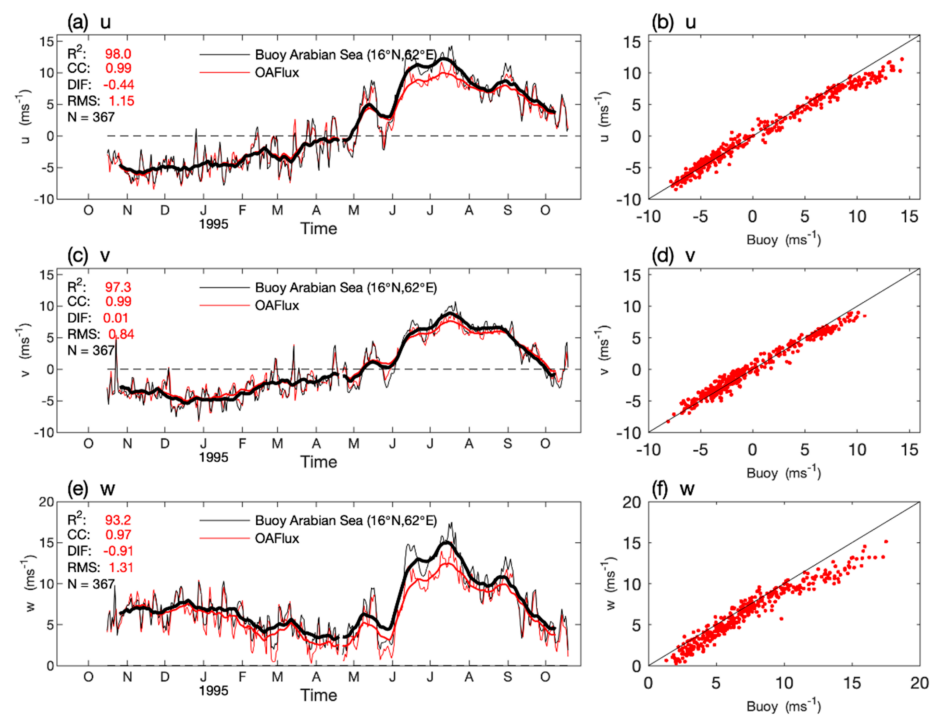 (a) u
R²: 98.0
CC: 0.99
DIF: -0.44
RMS: 1.15
N = 367
Buoy Arabian Sea (16°N,62°E)
OAFlux
15
10
5
0
-5
-10
u (ms⁻¹)
O N D J F M A M J J A S O
1995
Time
(b) u
15
10
5
0
-5
-10
u (ms⁻¹)
-10 -5 0 5 10 15
Buoy (ms⁻¹)
(c) v
R²: 97.3
CC: 0.99
DIF: 0.01
RMS: 0.84
N = 367
Buoy Arabian Sea (16°N,62°E)
OAFlux
15
10
5
0
-5
-10
v (ms⁻¹)
O N D J F M A M J J A S O
1995
Time
(d) v
15
10
5
0
-5
-10
v (ms⁻¹)
-10 -5 0 5 10 15
Buoy (ms⁻¹)
(e) w
R²: 93.2
CC: 0.97
DIF: -0.91
RMS: 1.31
N = 367
Buoy Arabian Sea (16°N,62°E)
OAFlux
20
15
10
5
0
w (ms⁻¹)
O N D J F M A M J J A S O
1995
Time
(f) w
20
15
10
5
0
w (ms⁻¹)
0 5 10 15 20
Buoy (ms⁻¹)